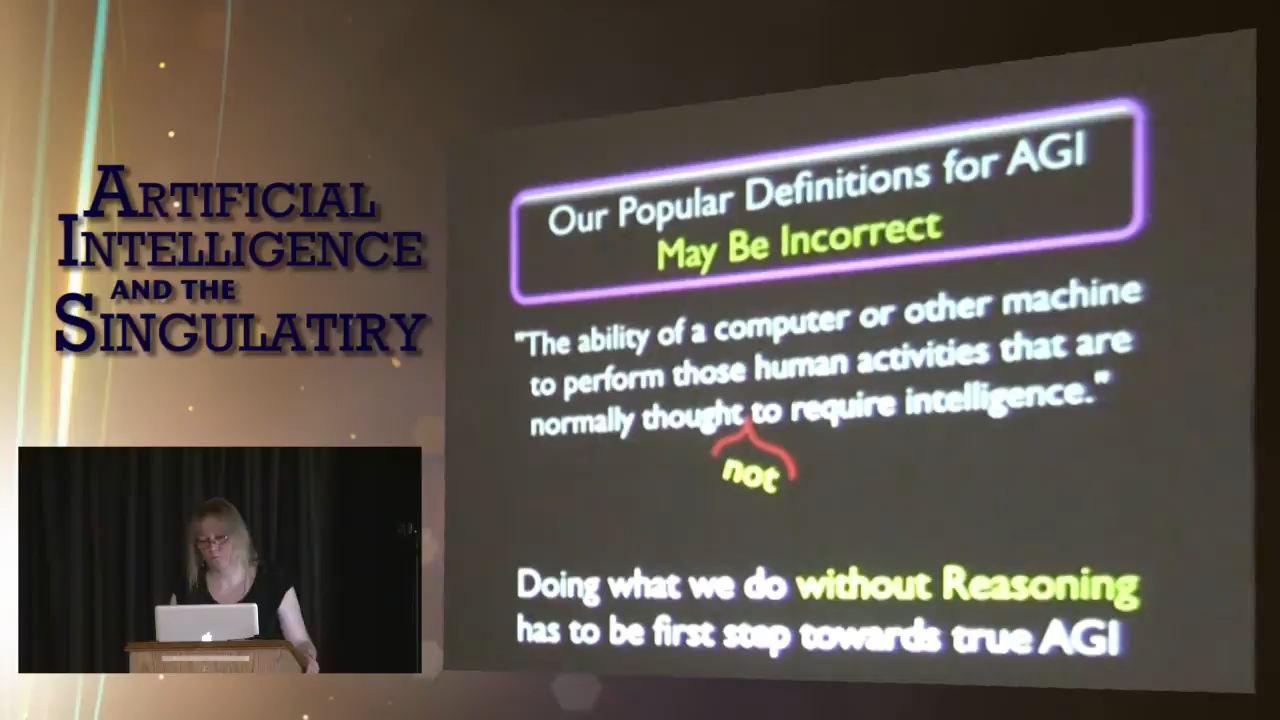 ARTIFICIAL
INTELLIGENCE
AND THE
SINGULATIRY
Our Popular Definitions for AGI
May Be Incorrect
"The ability of a computer or other machine
to perform those human activities that are
normally thought to require intelligence."
not
Doing what we do without Reasoning
has to be first step towards true AGI